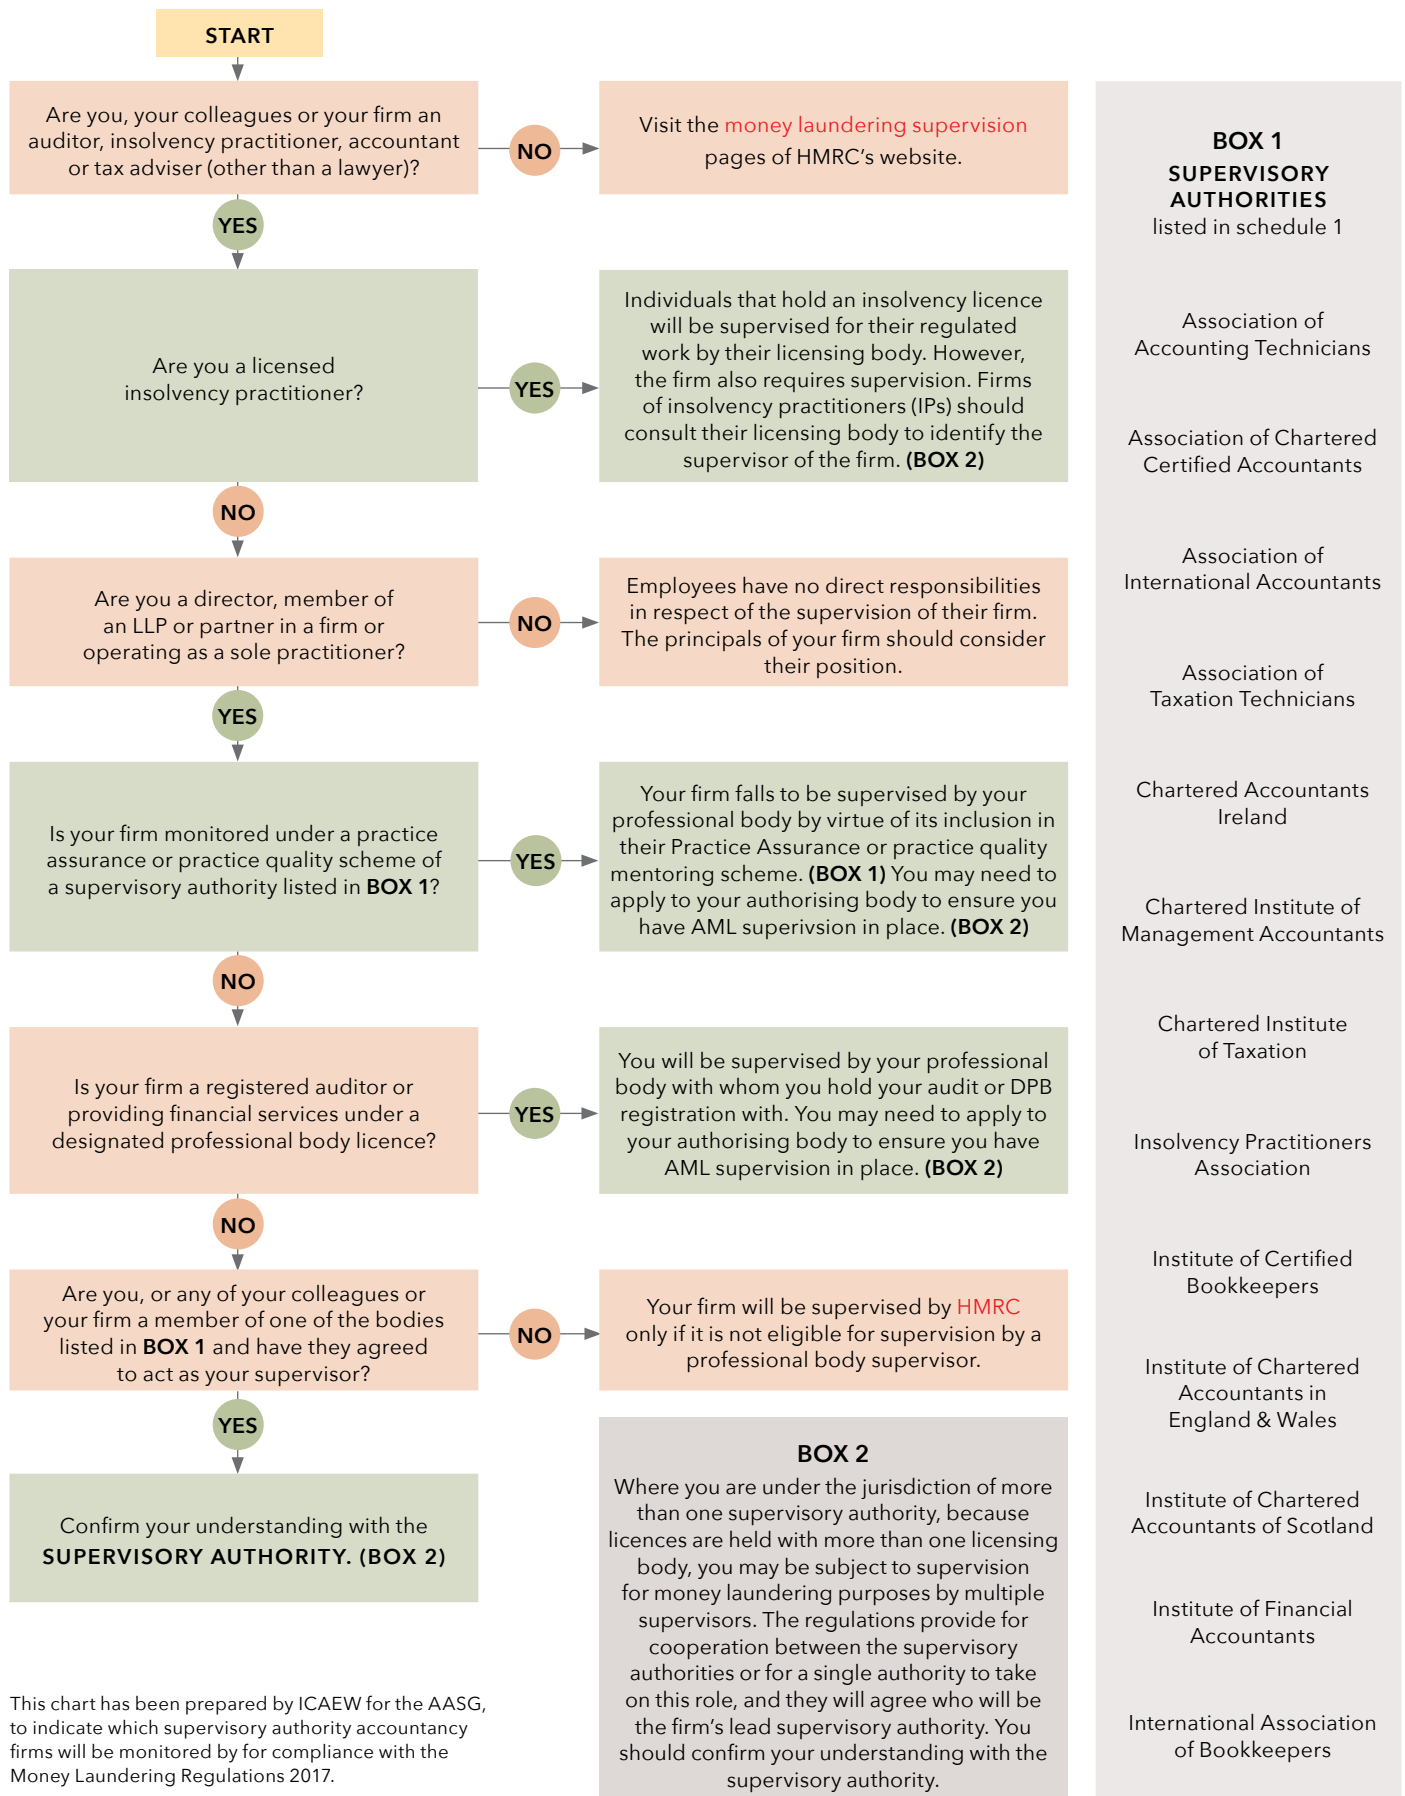 START
Are you, your colleagues or your firm an
auditor, insolvency practitioner, accountant
or tax adviser (other than a lawyer)?
NO
Visit the money laundering supervision
pages of HMRC's website.
YES
Are you a licensed
insolvency practitioner?
YES
Individuals that hold an insolvency licence
will be supervised for their regulated
work by their licensing body. However,
the firm also requires supervision. Firms
of insolvency practitioners (IPs) should
consult their licensing body to identify the
supervisor of the firm. (BOX 2)
NO
Are you a director, member of
an LLP or partner in a firm or
operating as a sole practitioner?
NO
Employees have no direct responsibilities
in respect of the supervision of their firm.
The principals of your firm should consider
their position.
YES
Is your firm monitored under a practice
assurance or practice quality scheme of
a supervisory authority listed in BOX 1?
YES
Your firm falls to be supervised by your
professional body by virtue of its inclusion in
their Practice Assurance or practice quality
mentoring scheme. (BOX 1) You may need to
apply to your authorising body to ensure you
have AML superivsion in place. (BOX 2)
NO
Is your firm a registered auditor or
providing financial services under a
designated professional body licence?
YES
You will be supervised by your professional
body with whom you hold your audit or DPB
registration with. You may need to apply to
your authorising body to ensure you have
AML supervision in place. (BOX 2)
NO
Are you, or any of your colleagues or
your firm a member of one of the bodies
listed in BOX 1 and have they agreed
to act as your supervisor?
NO
Your firm will be supervised by HMRC
only if it is not eligible for supervision by a
professional body supervisor.
YES
Confirm your understanding with the
SUPERVISORY AUTHORITY. (BOX 2)
BOX 2
Where you are under the jurisdiction of more
than one supervisory authority, because
licences are held with more than one licensing
body, you may be subject to supervision
for money laundering purposes by multiple
supervisors. The regulations provide for
cooperation between the supervisory
authorities or for a single authority to take
on this role, and they will agree who will be
the firm's lead supervisory authority. You
should confirm your understanding with the
supervisory authority.
This chart has been prepared by ICAEW for the AASG,
to indicate which supervisory authority accountancy
firms will be monitored by for compliance with the
Money Laundering Regulations 2017.
BOX 1
SUPERVISORY
AUTHORITIES
listed in schedule 1
Association of
Accounting Technicians
Association of Chartered
Certified Accountants
Association of
International Accountants
Association of
Taxation Technicians
Chartered Accountants
Ireland
Chartered Institute of
Management Accountants
Chartered Institute
of Taxation
Insolvency Practitioners
Association
Institute of Certified
Bookkeepers
Institute of Chartered
Accountants in
England & Wales
Institute of Chartered
Accountants of Scotland
Institute of Financial
Accountants
International Association
of Bookkeepers